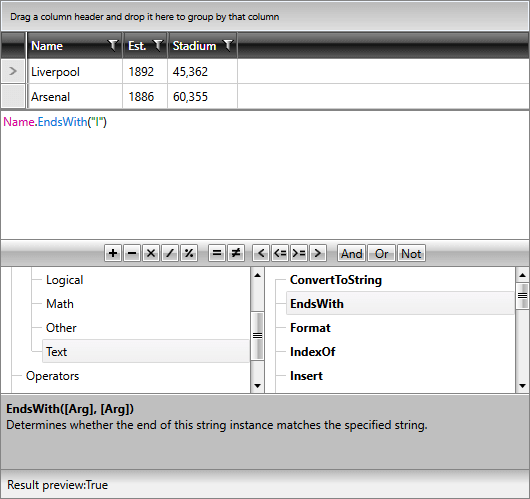 Drag a column header and drop it here to group by that column
Name Est. Stadium
Liverpool 1892 45,362
Arsenal 1886 60,355
Name.EndsWith("l")
+ − × / % = ≠ < <= >= > And Or Not
Logical
Math
Other
Text
Operators
ConvertToString
EndsWith
Format
IndexOf
Insert
EndsWith([Arg], [Arg])
Determines whether the end of this string instance matches the specified string.
Result preview:True